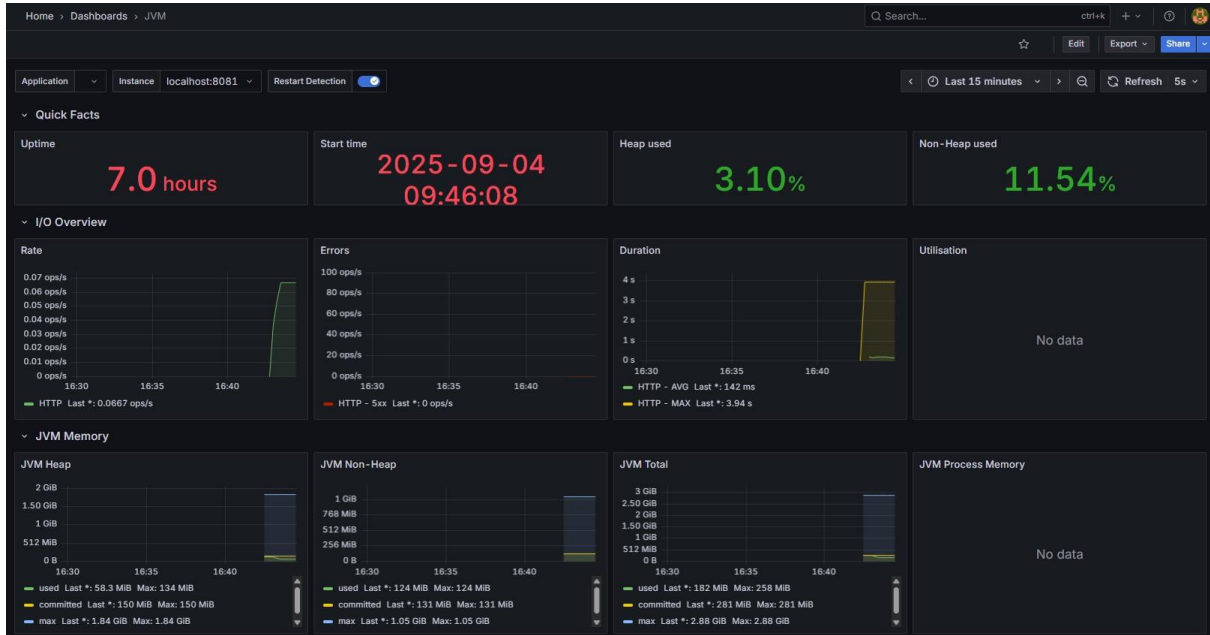 Home › Dashboards › JVM
Search...
ctrl+k
Edit
Export
Share
Application
Instance
localhost:8081
Restart Detection
Last 15 minutes
Refresh 5s
Quick Facts
Uptime
7.0 hours
Start time
2025-09-04
09:46:08
Heap used
3.10%
Non-Heap used
11.54%
I/O Overview
Rate
0.07 ops/s
0.06 ops/s
0.05 ops/s
0.04 ops/s
0.03 ops/s
0.02 ops/s
0.01 ops/s
0 ops/s
16:30 16:35 16:40
HTTP Last *: 0.0667 ops/s
Errors
100 ops/s
80 ops/s
60 ops/s
40 ops/s
20 ops/s
0 ops/s
16:30 16:35 16:40
HTTP - 5xx Last *: 0 ops/s
Duration
4 s
3 s
2 s
1 s
0 s
16:30 16:35 16:40
HTTP - AVG Last *: 142 ms
HTTP - MAX Last *: 3.94 s
Utilisation
No data
JVM Memory
JVM Heap
2 GiB
1.50 GiB
1 GiB
512 MiB
0 B
16:30 16:35 16:40
used Last *: 58.3 MiB Max: 134 MiB
committed Last *: 150 MiB Max: 150 MiB
max Last *: 1.84 GiB Max: 1.84 GiB
JVM Non-Heap
1 GiB
768 MiB
512 MiB
256 MiB
0 B
16:30 16:35 16:40
used Last *: 124 MiB Max: 124 MiB
committed Last *: 131 MiB Max: 131 MiB
max Last *: 1.05 GiB Max: 1.05 GiB
JVM Total
3 GiB
2.50 GiB
2 GiB
1.50 GiB
1 GiB
512 MiB
0 B
16:30 16:35 16:40
used Last *: 182 MiB Max: 258 MiB
committed Last *: 281 MiB Max: 281 MiB
max Last *: 2.88 GiB Max: 2.88 GiB
JVM Process Memory
No data